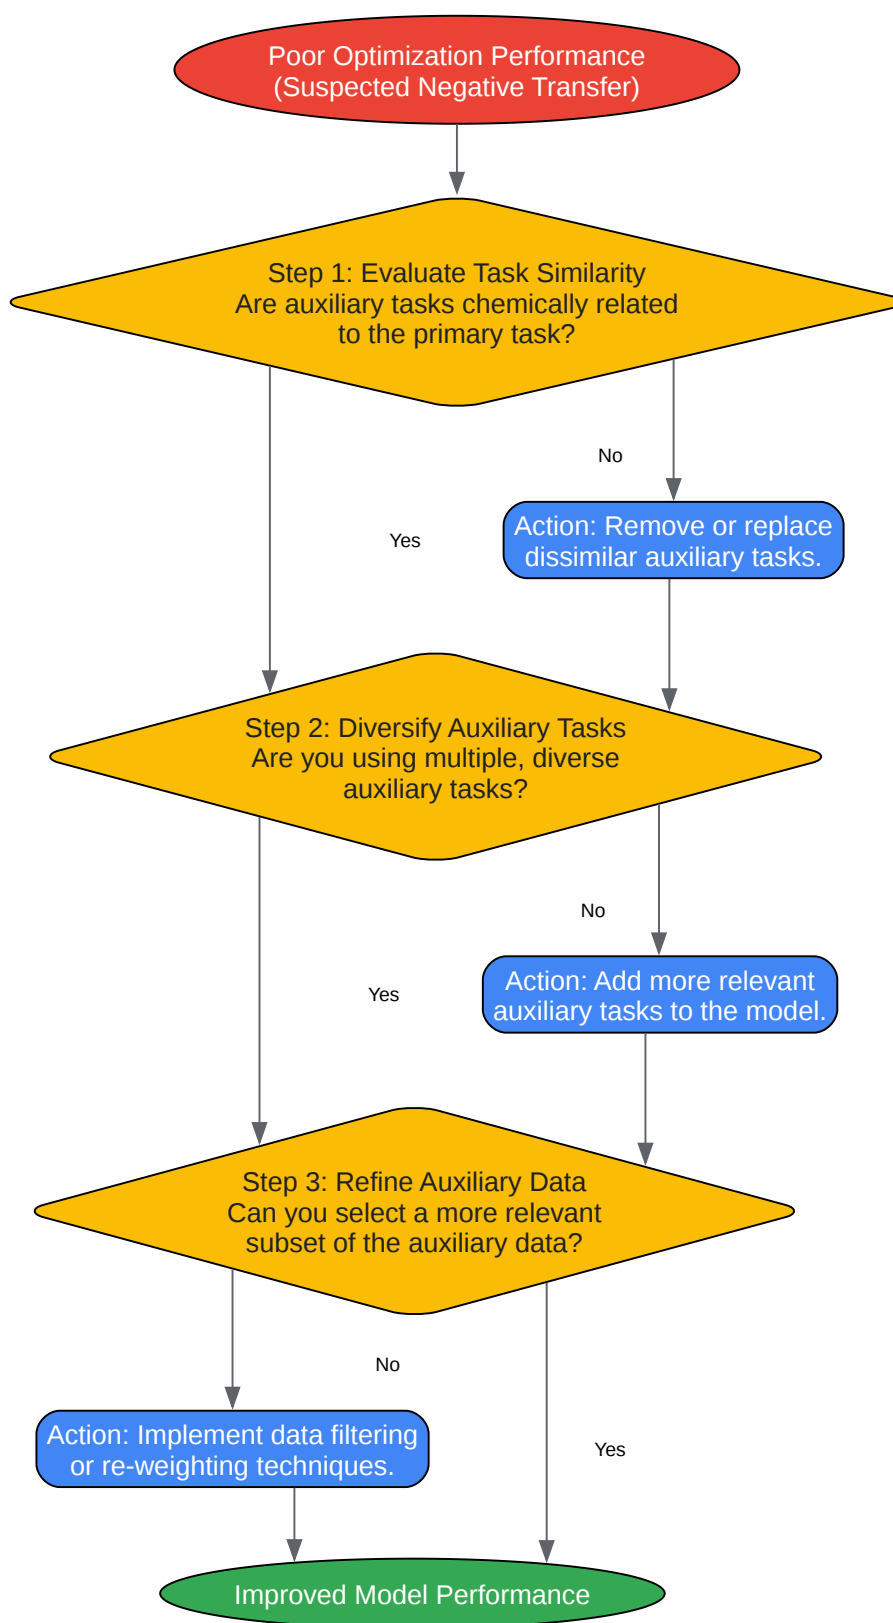 Poor Optimization Performance
(Suspected Negative Transfer)
Step 1: Evaluate Task Similarity
Are auxiliary tasks chemically related
to the primary task?
No
Action: Remove or replace
dissimilar auxiliary tasks.
Yes
Step 2: Diversify Auxiliary Tasks
Are you using multiple, diverse
auxiliary tasks?
No
Action: Add more relevant
auxiliary tasks to the model.
Yes
Step 3: Refine Auxiliary Data
Can you select a more relevant
subset of the auxiliary data?
No
Action: Implement data filtering
or re-weighting techniques.
Yes
Improved Model Performance